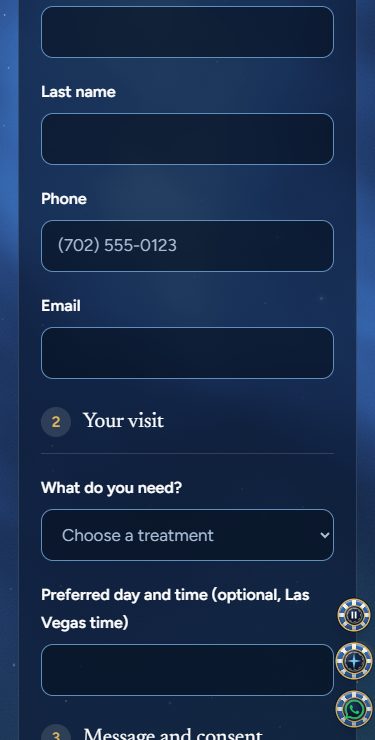 Last name
Phone
(702) 555-0123
Email
2 Your visit
What do you need?
Choose a treatment
Preferred day and time (optional, Las
Vegas time)
3 Message and consent